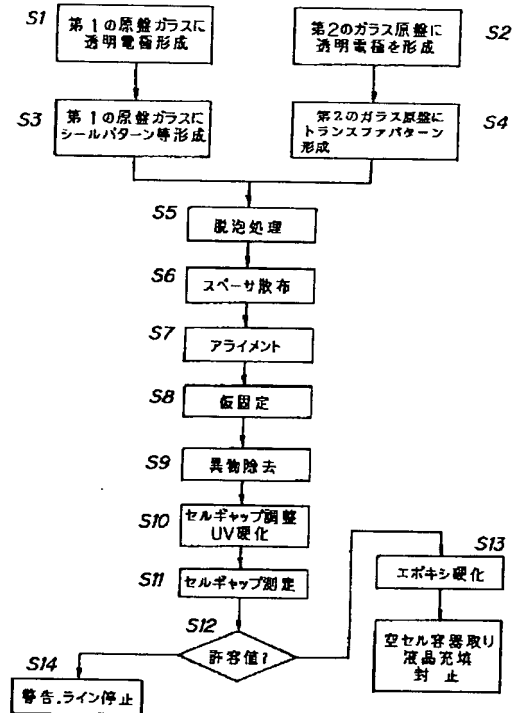 S1
第1の原盤ガラスに
透明電極形成
S2
第2のガラス原盤に
透明電極を形成
S3
第1の原盤ガラスに
シールパターン等形成
S4
第2のガラス原盤に
トランスファパターン
形成
S5
脱泡処理
S6
スペーサ散布
S7
アライメント
S8
仮固定
S9
異物除去
S10
セルギャップ調整
UV硬化
S11
セルギャップ測定
S12
許容値?
S13
エポキシ硬化
空セル容器取り
液晶充填
封止
S14
警告.ライン停止